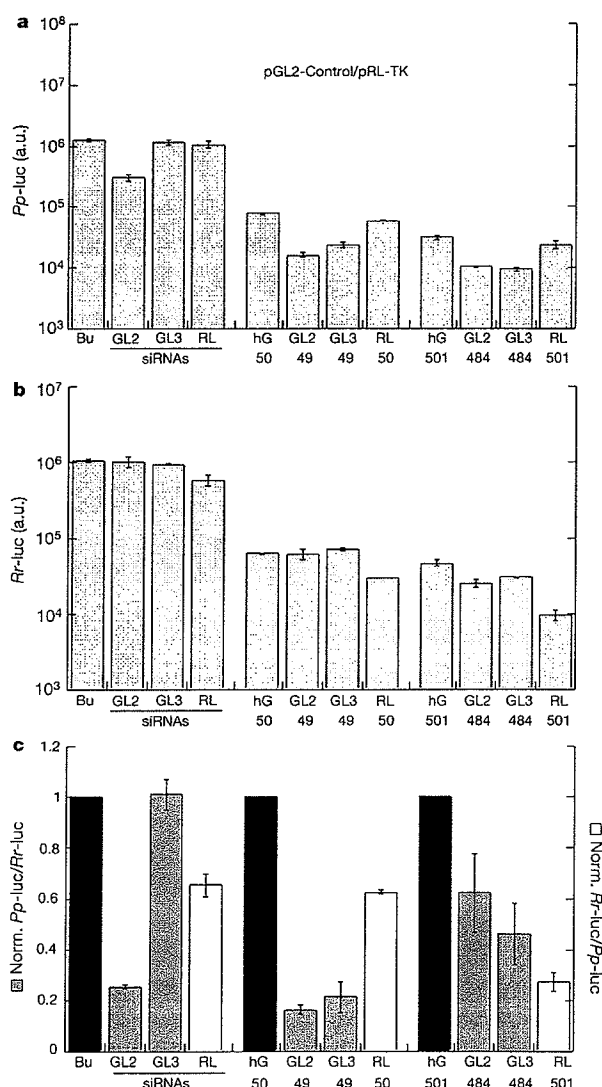 a
10⁸
pGL2-Control/pRL-TK
10⁷
10⁶
10⁵
10⁴
10³
Pp-luc (a.u.)
Bu GL2 GL3 RL hG GL2 GL3 RL hG GL2 GL3 RL
siRNAs 50 49 49 50 501 484 484 501
b
10⁷
10⁶
10⁵
10⁴
10³
Rr-luc (a.u.)
Bu GL2 GL3 RL hG GL2 GL3 RL hG GL2 GL3 RL
siRNAs 50 49 49 50 501 484 484 501
c
1.2
1
0.8
0.6
0.4
0.2
0
Norm. Pp-luc/Rr-luc
Norm. Rr-luc/Pp-luc
Bu GL2 GL3 RL hG GL2 GL3 RL hG GL2 GL3 RL
siRNAs 50 49 49 50 501 484 484 501